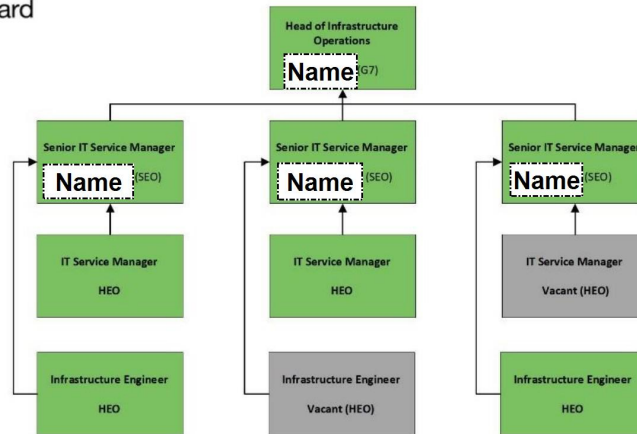 ard
Head of Infrastructure
Operations
Name (G7)
Senior IT Service Manager
Name (SEO)
Senior IT Service Manager
Name (SEO)
Senior IT Service Manager
Name (SEO)
IT Service Manager
HEO
IT Service Manager
HEO
IT Service Manager
Vacant (HEO)
Infrastructure Engineer
HEO
Infrastructure Engineer
Vacant (HEO)
Infrastructure Engineer
HEO